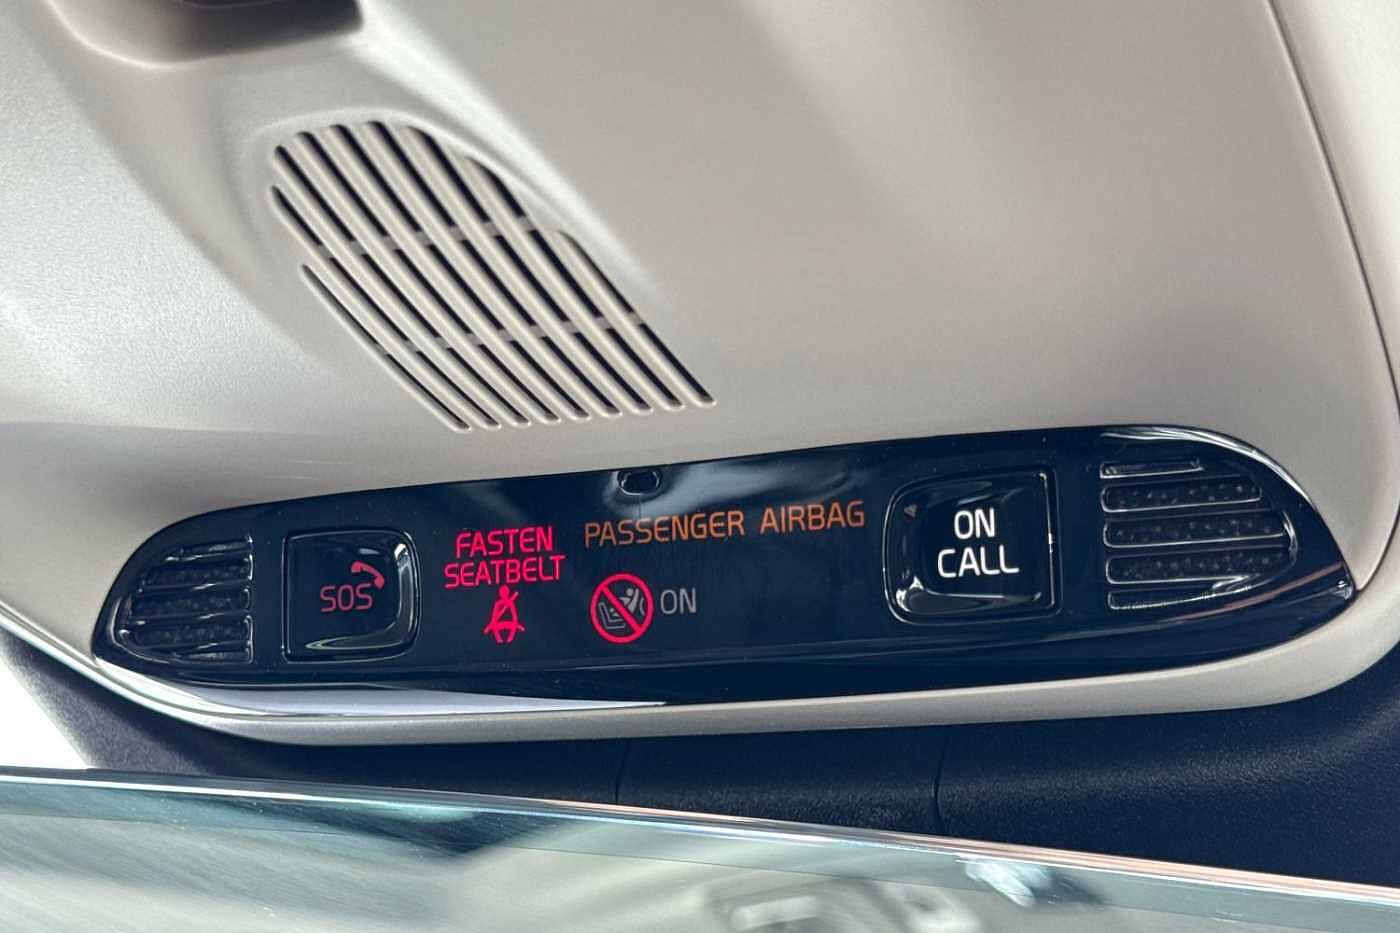 SOS
FASTEN
SEATBELT
PASSENGER AIRBAG
ON
ON
CALL